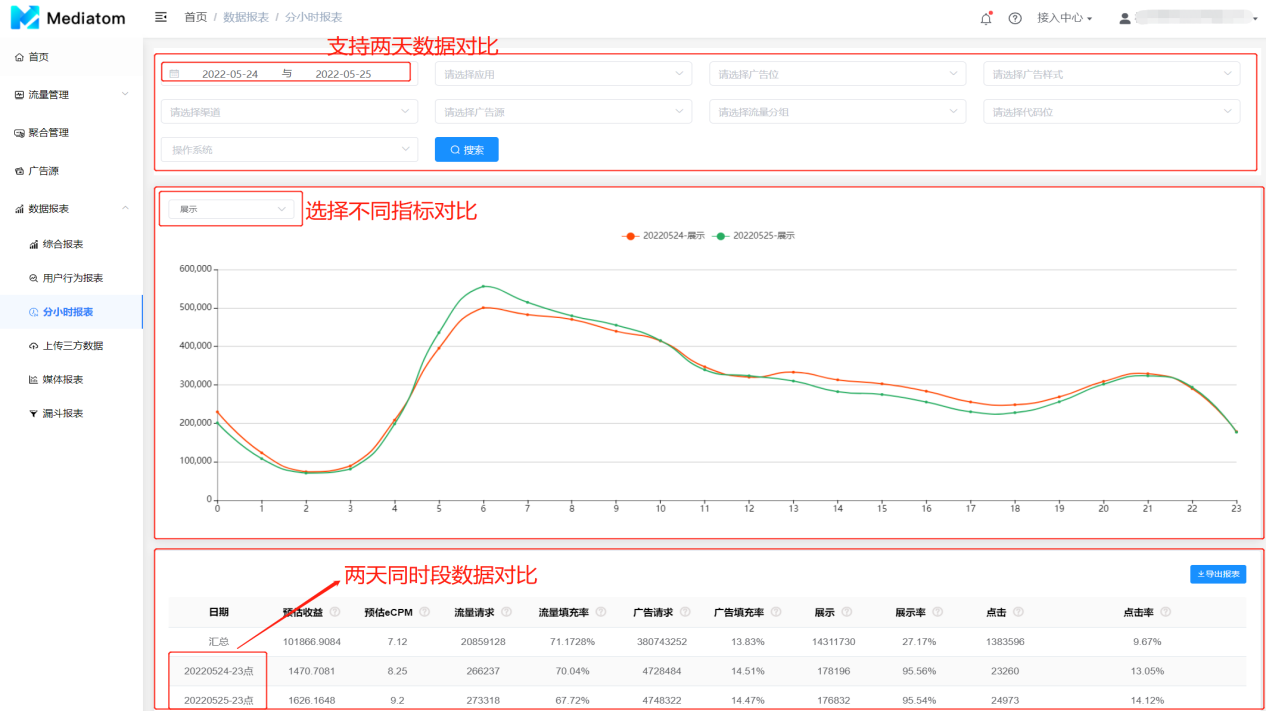 Mediatom
首页 / 数据报表 / 分小时报表
接入中心
首页
流量管理
聚合管理
广告源
数据报表
综合报表
用户行为报表
分小时报表
上传三方数据
媒体报表
漏斗报表
支持两天数据对比
2022-05-24 与 2022-05-25
请选择应用
请选择广告位
请选择广告样式
请选择渠道
请选择广告源
请选择流量分组
请选择代码位
操作系统
搜索
展示
选择不同指标对比
20220524-展示 20220525-展示
600,000
500,000
400,000
300,000
200,000
100,000
0
0 1 2 3 4 5 6 7 8 9 10 11 12 13 14 15 16 17 18 19 20 21 22 23
两天同时段数据对比
导出报表
日期 预估收益 预估eCPM 流量请求 流量填充率 广告请求 广告填充率 展示 展示率 点击 点击率
汇总 101866.9084 7.12 20859128 71.1728% 380743252 13.83% 14311730 27.17% 1383596 9.67%
20220524-23点 1470.7081 8.25 266237 70.04% 4728484 14.51% 178196 95.56% 23260 13.05%
20220525-23点 1626.1648 9.2 273318 67.72% 4748322 14.47% 176832 95.54% 24973 14.12%